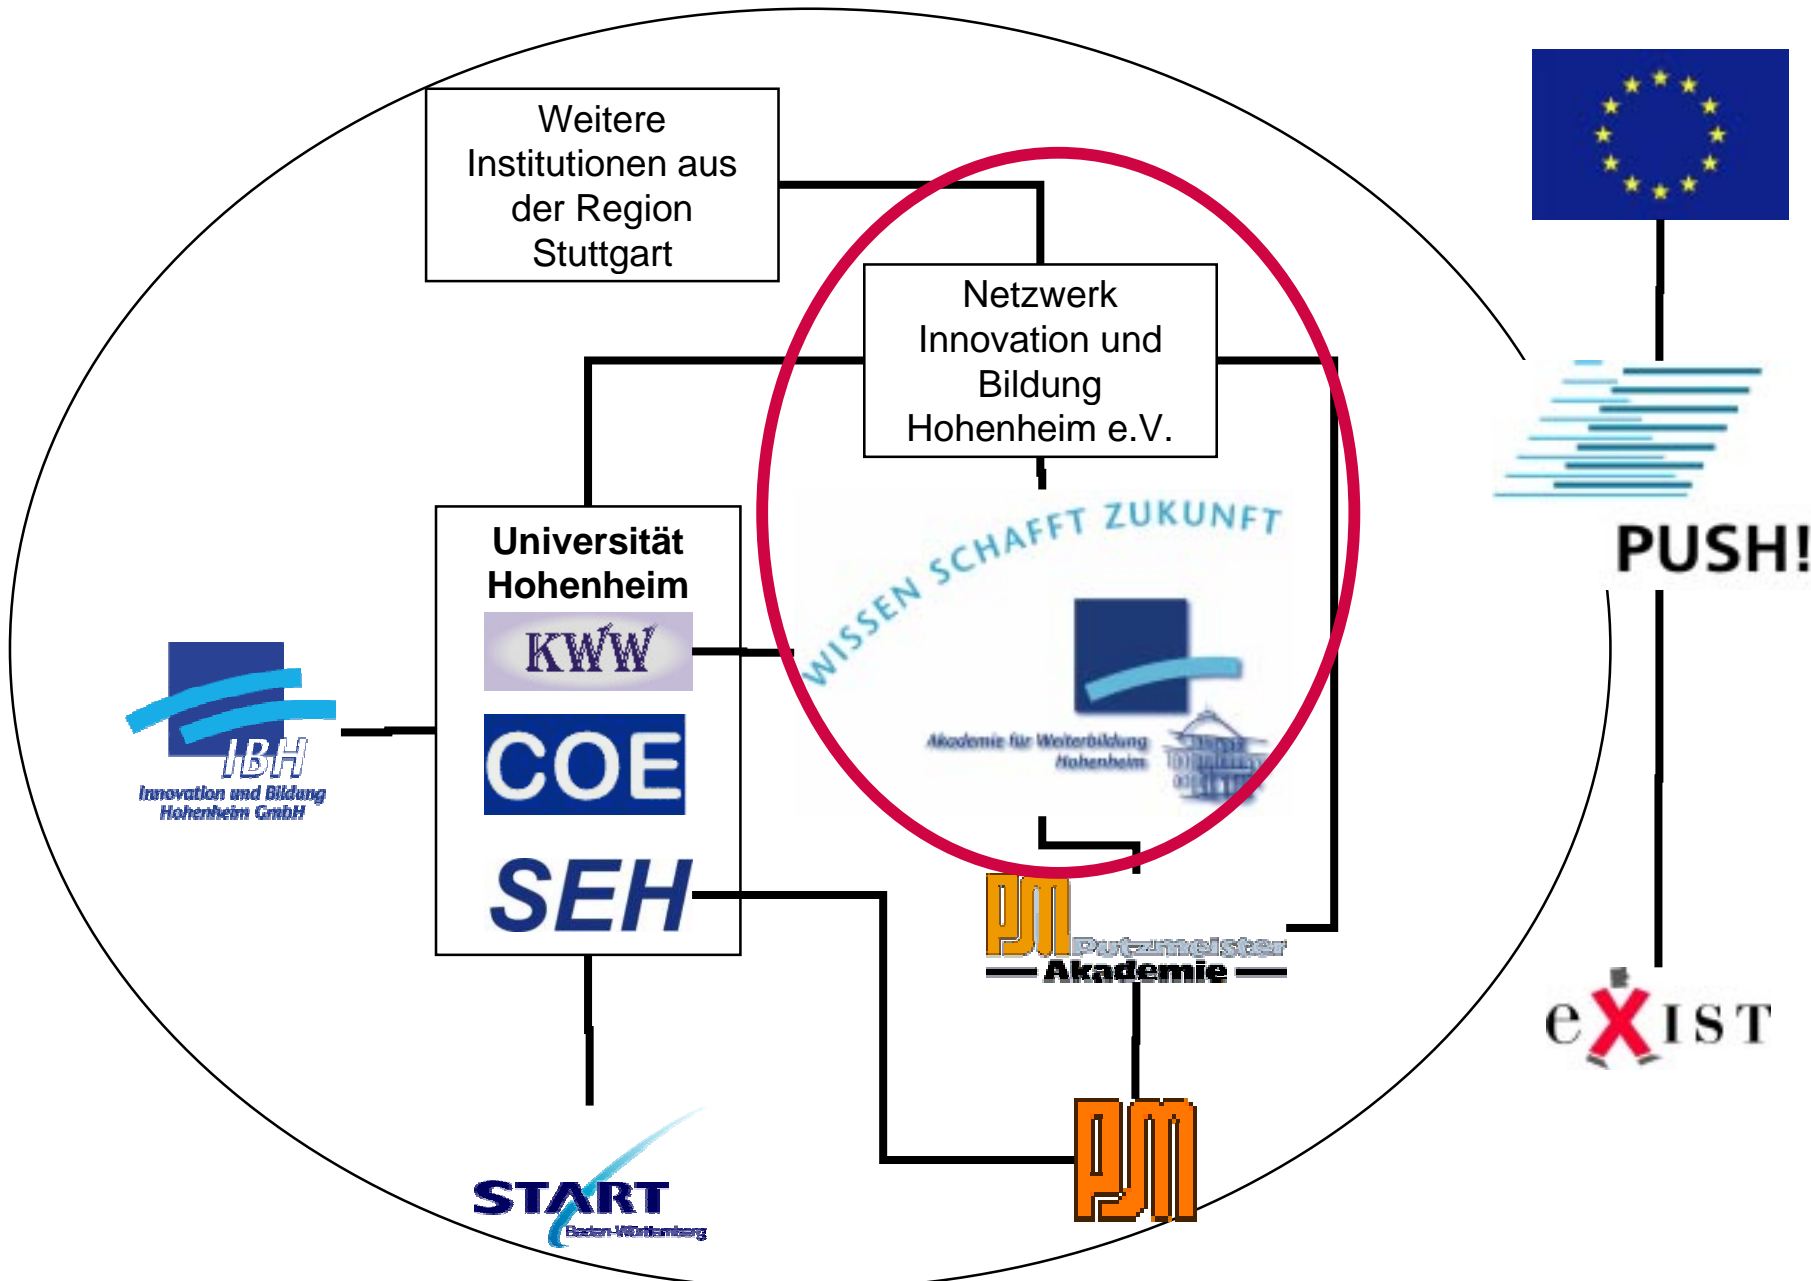 Weitere
Institutionen aus
der Region
Stuttgart
Netzwerk
Innovation und
Bildung
Hohenheim e.V.
PUSH!
WISSEN SCHAFFT ZUKUNFT
Universität
Hohenheim
KWW
COE
SEH
IBH
Innovation und Bildung
Hohenheim GmbH
Akademie für Weiterbildung
Hohenheim
PM
Putzmeister
Akademie
eXIST
PM
START
Baden-Württemberg